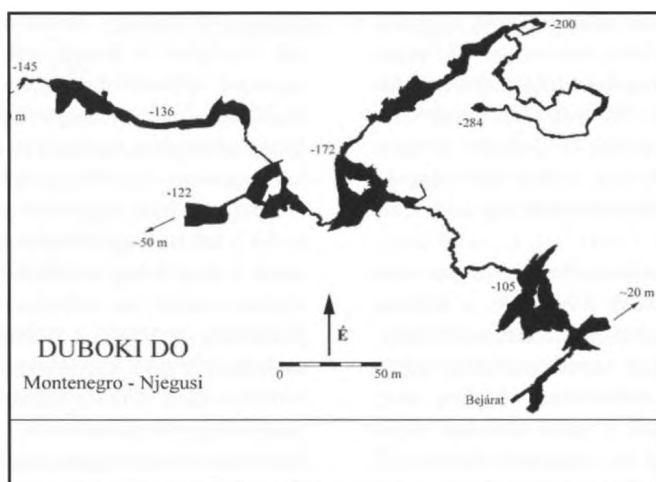 -200
-145
-136
-284
-172
-122
~50 m
-105
~20 m
É
DUBOKI DO
Montenegro - Njegusi
0
50 m
Bejárat